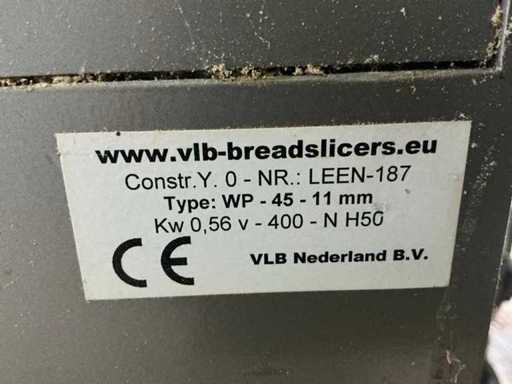 www.vlb-breadslicers.eu
Constr.Y. 0 - NR.: LEEN-187
Type: WP - 45 - 11 mm
Kw 0,56 v - 400 - N H50
CE VLB Nederland B.V.